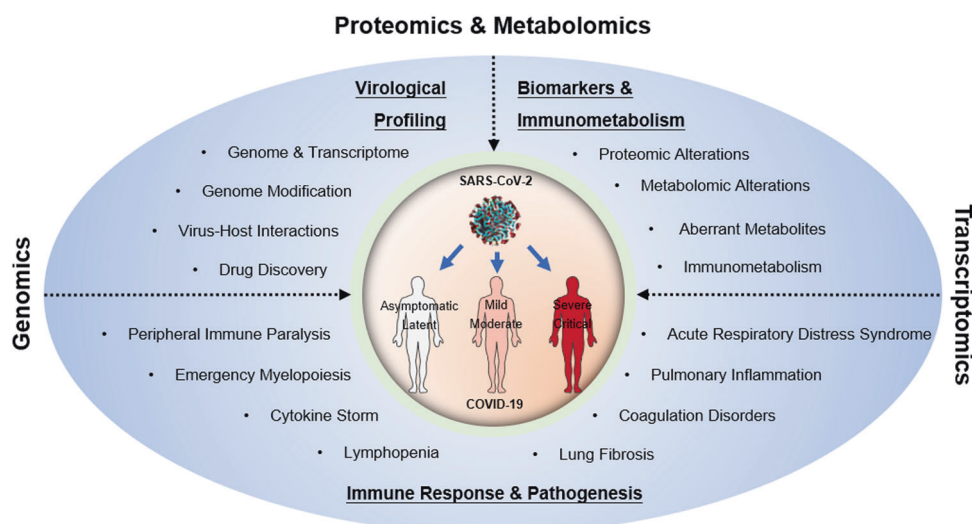 Proteomics & Metabolomics
Virological
Profiling
Biomarkers &
Immunometabolism
• Genome & Transcriptome
• Genome Modification
• Virus-Host Interactions
• Drug Discovery
• Proteomic Alterations
• Metabolomic Alterations
• Aberrant Metabolites
• Immunometabolism
SARS-CoV-2
Asymptomatic
Latent
Mild
Moderate
Severe
Critical
COVID-19
Genomics
Transcriptomics
• Peripheral Immune Paralysis
• Emergency Myelopoiesis
• Cytokine Storm
• Lymphopenia
• Acute Respiratory Distress Syndrome
• Pulmonary Inflammation
• Coagulation Disorders
• Lung Fibrosis
Immune Response & Pathogenesis